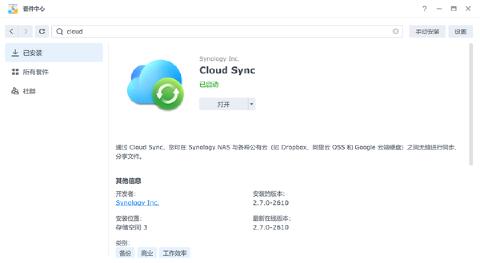 套件中心
cloud
手动安装
设置
已安装
所有套件
社群
Synology Inc.
Cloud Sync
已启动
打开
通过 Cloud Sync，您可在 Synology NAS 与各种公有云（如 Dropbox、阿里云 OSS 和 Google 云端硬盘）之间无缝进行同步、
分享文件。
其他信息
开发者:
Synology Inc.
安装的版本:
2.7.0-2610
安装位置:
存储空间 3
最新在线版本:
2.7.0-2610
类别:
备份
商业
工作效率